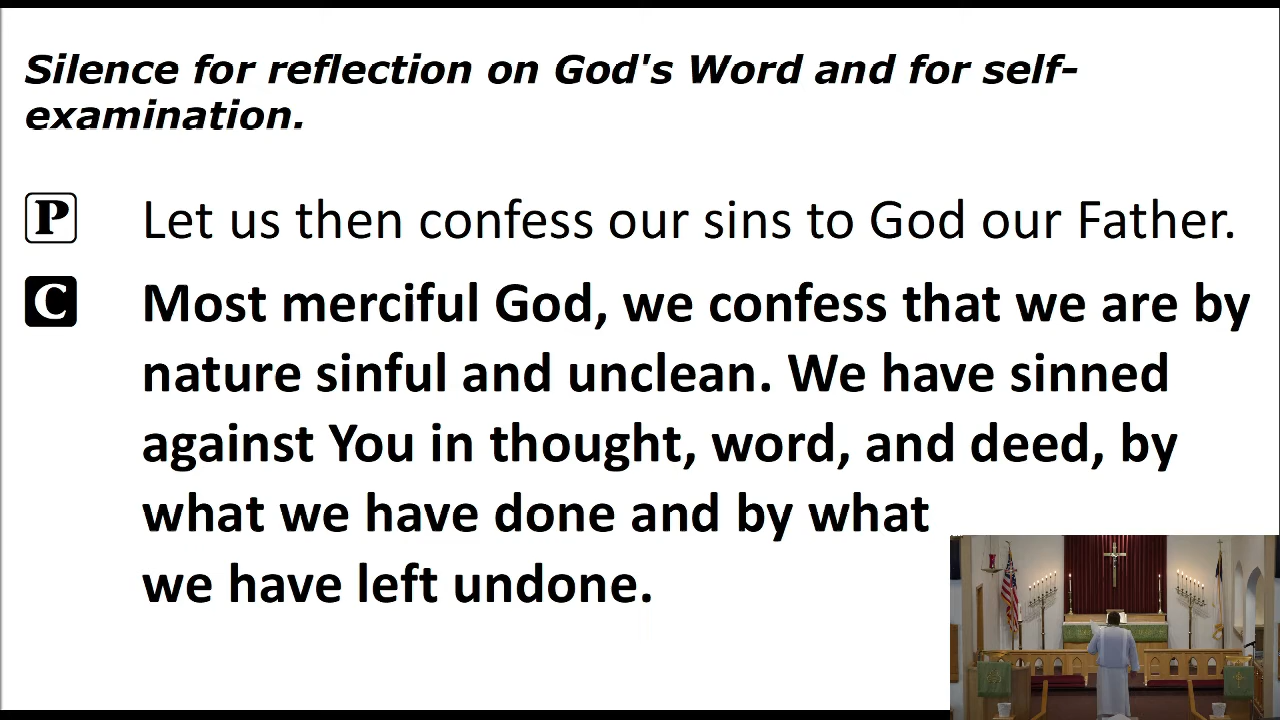 Silence for reflection on God's Word and for self-
examination.
P Let us then confess our sins to God our Father.
C Most merciful God, we confess that we are by
nature sinful and unclean. We have sinned
against You in thought, word, and deed, by
what we have done and by what
we have left undone.